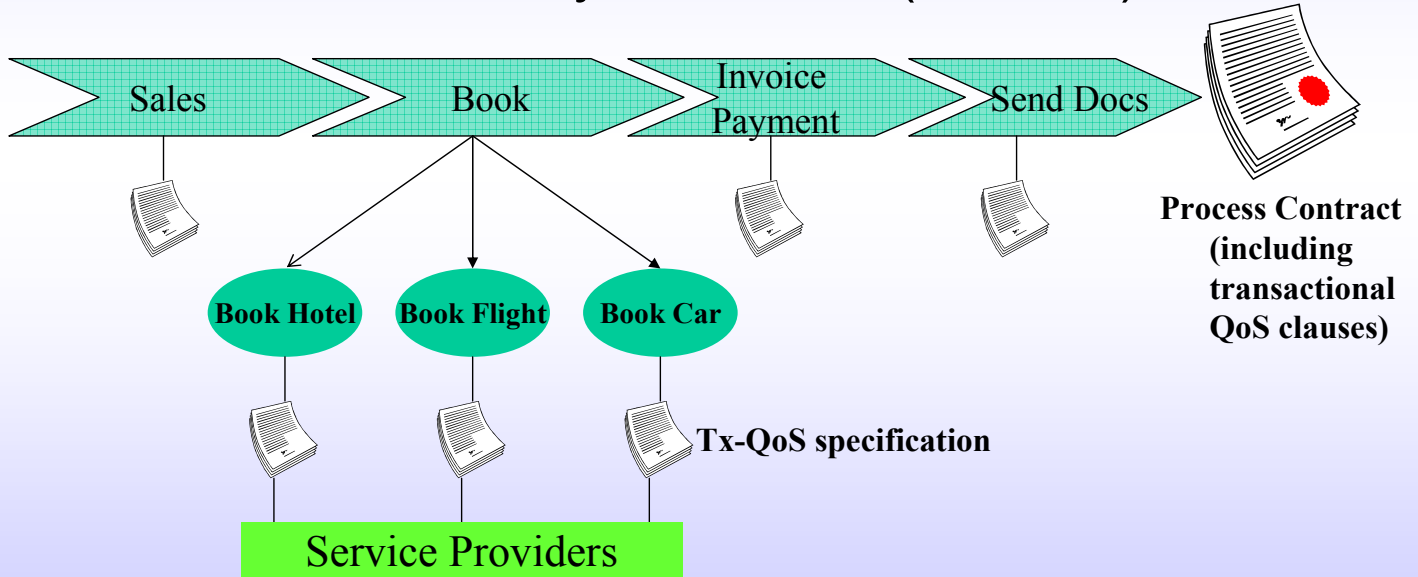 Sales
Book
Invoice
Payment
Send Docs
Process Contract
(including
transactional
QoS clauses)
Book Hotel
Book Flight
Book Car
Tx-QoS specification
Service Providers